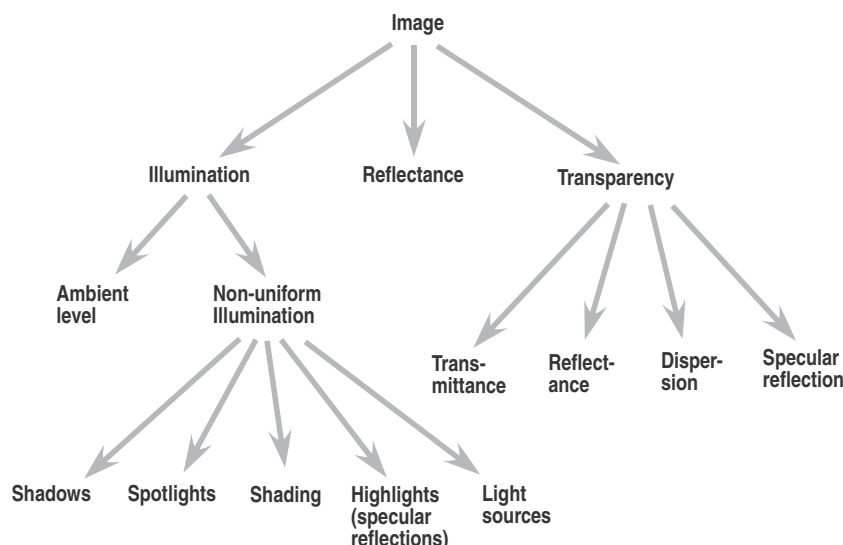 Image
Illumination
Reflectance
Transparency
Ambient
level
Non-uniform
Illumination
Trans-
mittance
Reflect-
ance
Disper-
sion
Specular
reflection
Shadows
Spotlights
Shading
Highlights
(specular
reflections)
Light
sources